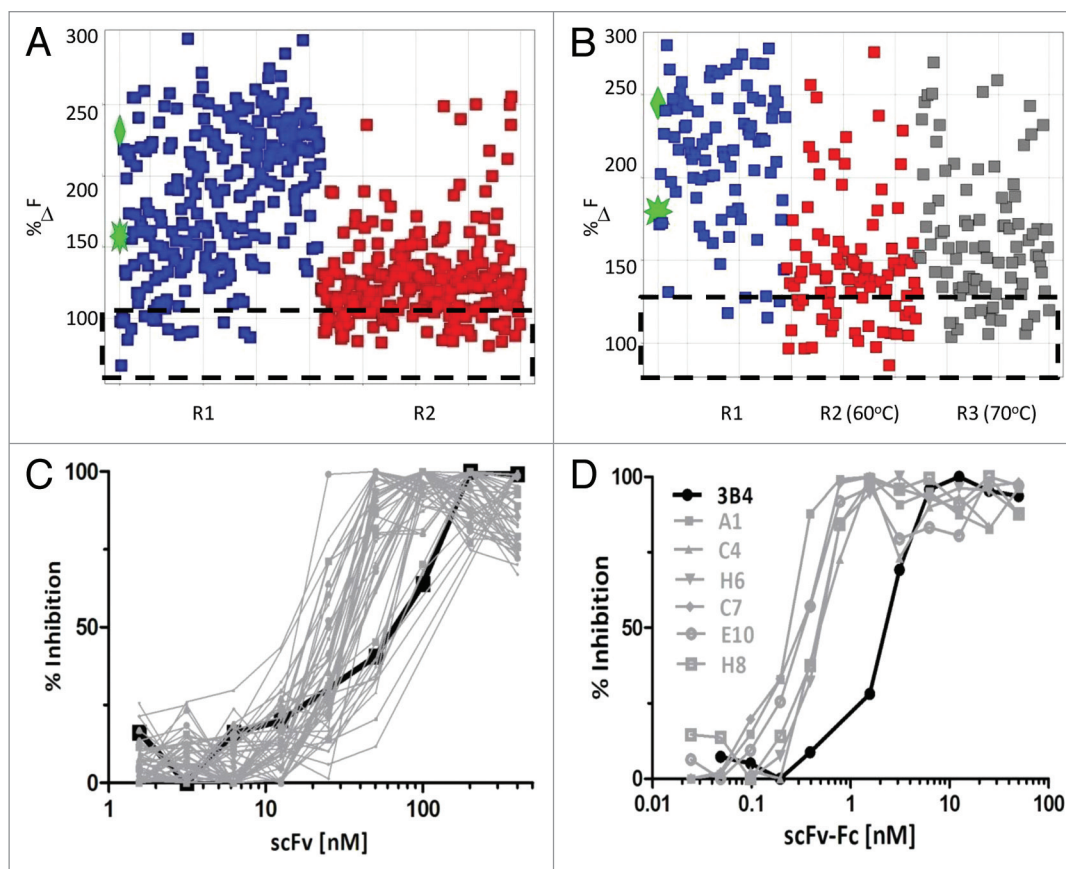 A
300
250
200
150
100
%ΔF
R1 R2
B
300
250
200
150
100
%ΔF
R1 R2 (60°C) R3 (70°C)
C
100
50
0
% Inhibition
1 10 100
scFv [nM]
D
100
50
0
% Inhibition
3B4
A1
C4
H6
C7
E10
H8
0.01 0.1 1 10 100
scFv-Fc [nM]